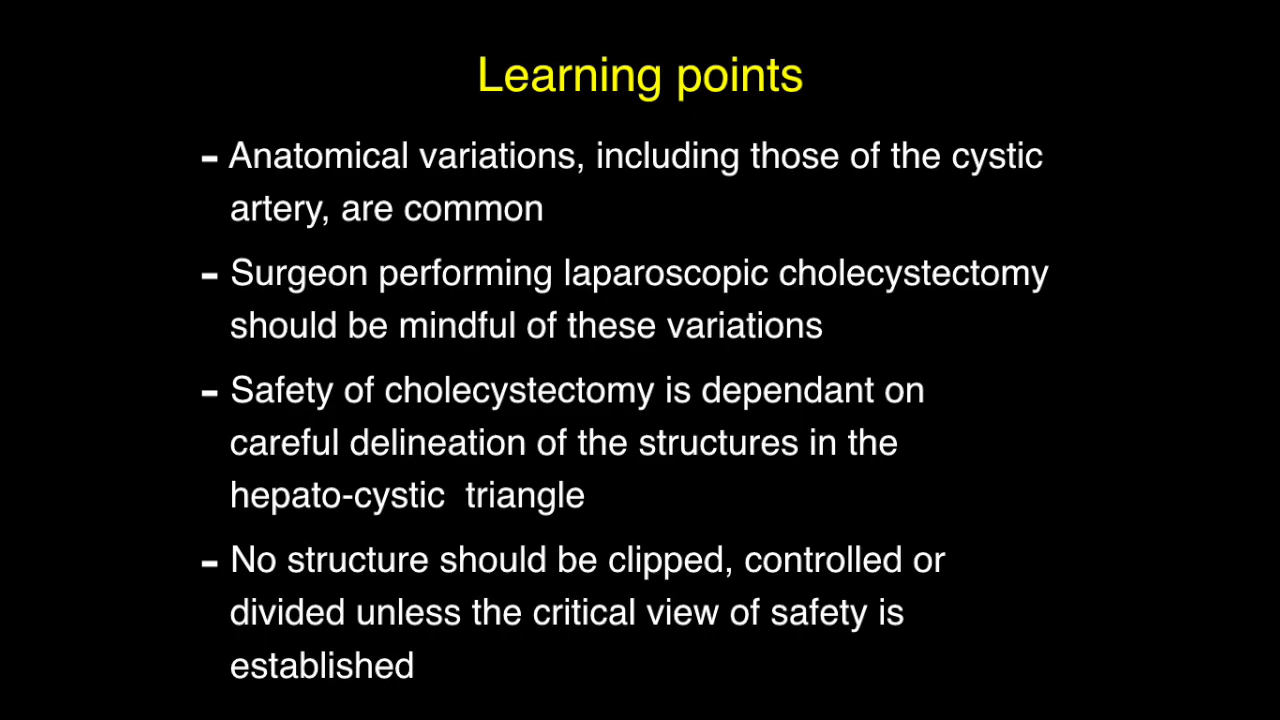 Learning points
- Anatomical variations, including those of the cystic
artery, are common
- Surgeon performing laparoscopic cholecystectomy
should be mindful of these variations
- Safety of cholecystectomy is dependant on
careful delineation of the structures in the
hepato-cystic  triangle
- No structure should be clipped, controlled or
divided unless the critical view of safety is
established